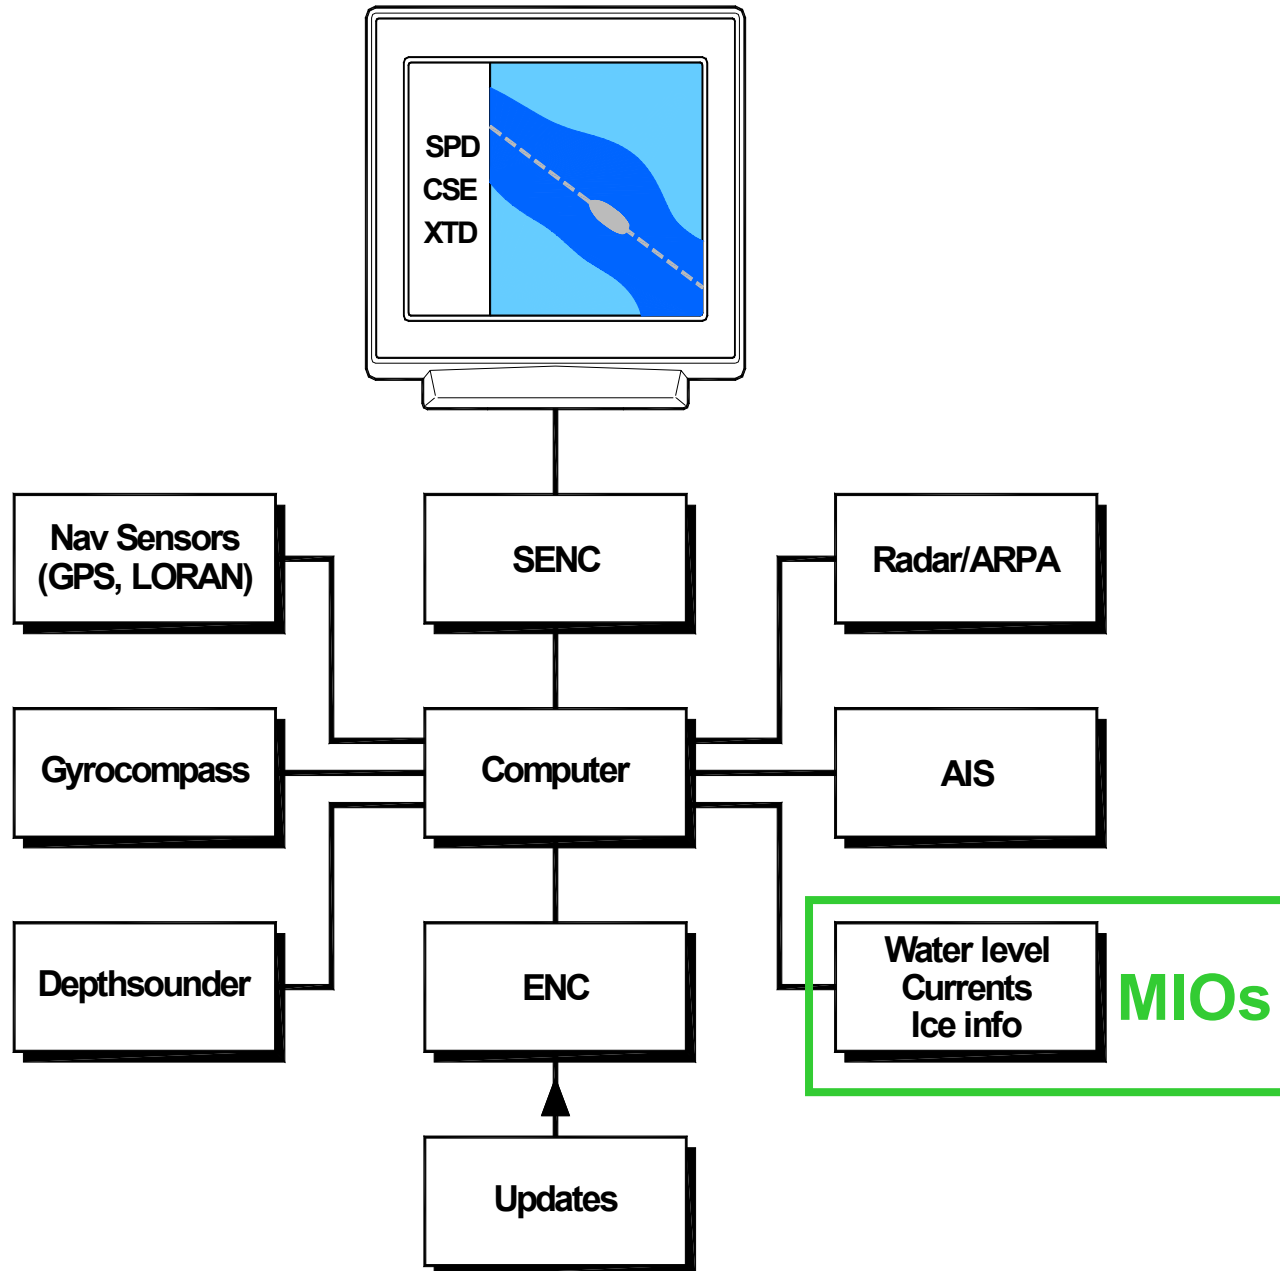 SPD
CSE
XTD
Nav Sensors
(GPS, LORAN)
SENC
Radar/ARPA
Gyrocompass
Computer
AIS
Depthsounder
ENC
Water level
Currents
Ice info
MIOs
Updates